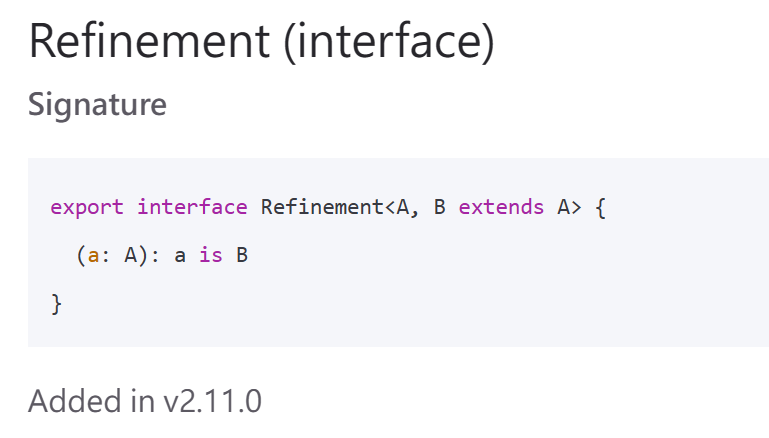 Refinement (interface)
Signature
export interface Refinement<A, B extends A> {
(a: A): a is B
}
Added in v2.11.0